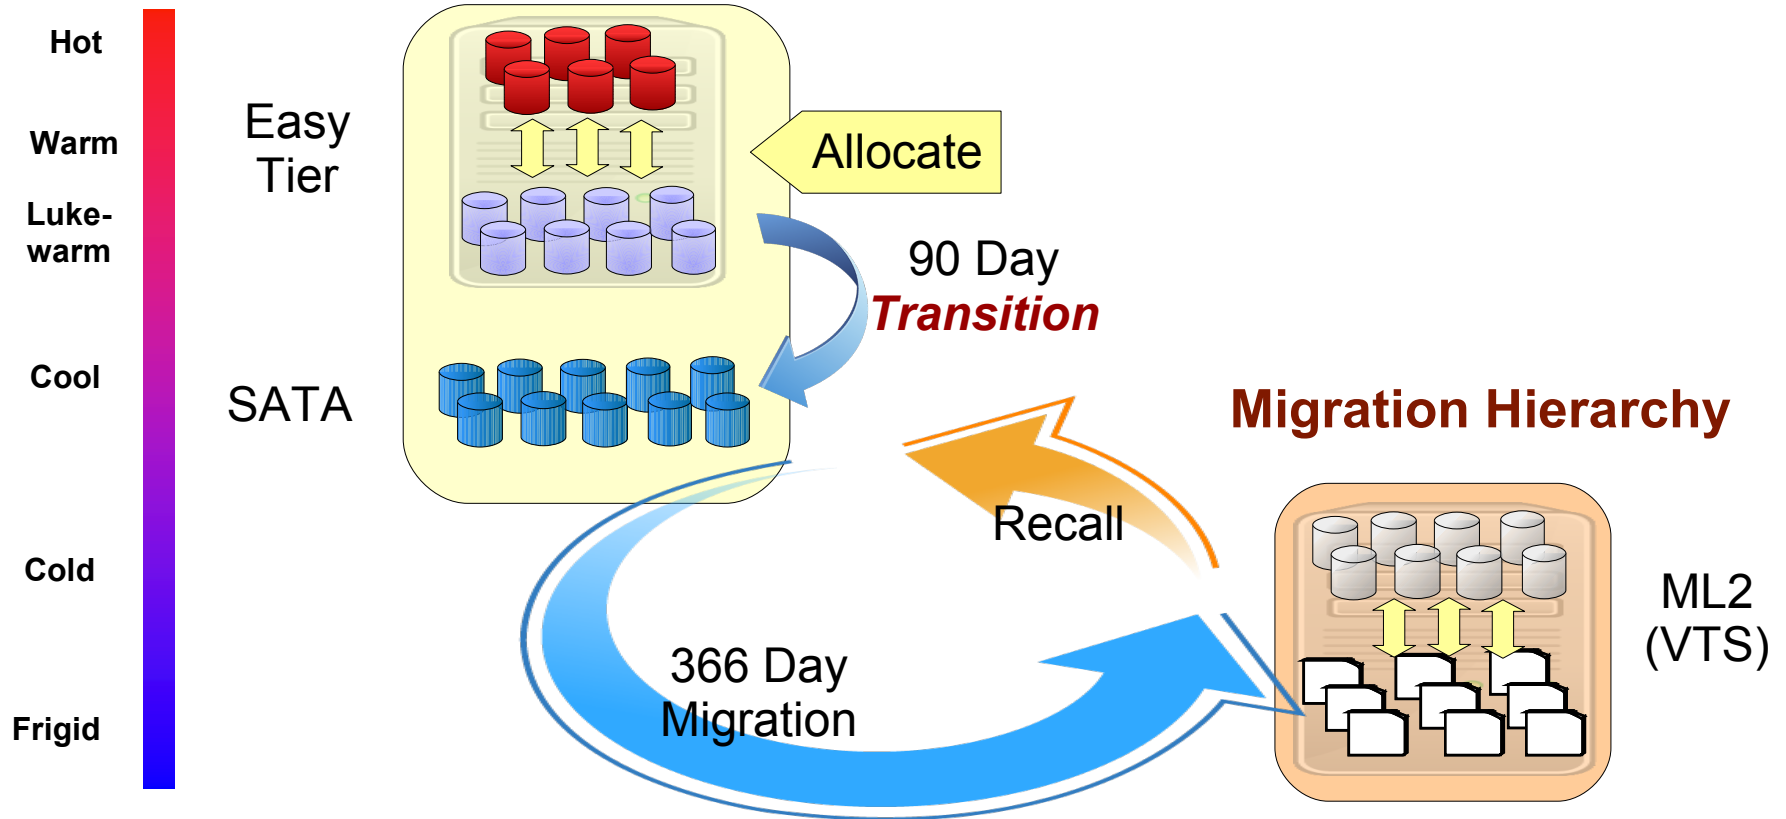 Hot
Warm
Luke-
warm
Cool
Cold
Frigid
Easy
Tier
SATA
Allocate
90 Day
Transition
Migration Hierarchy
Recall
366 Day
Migration
ML2
(VTS)